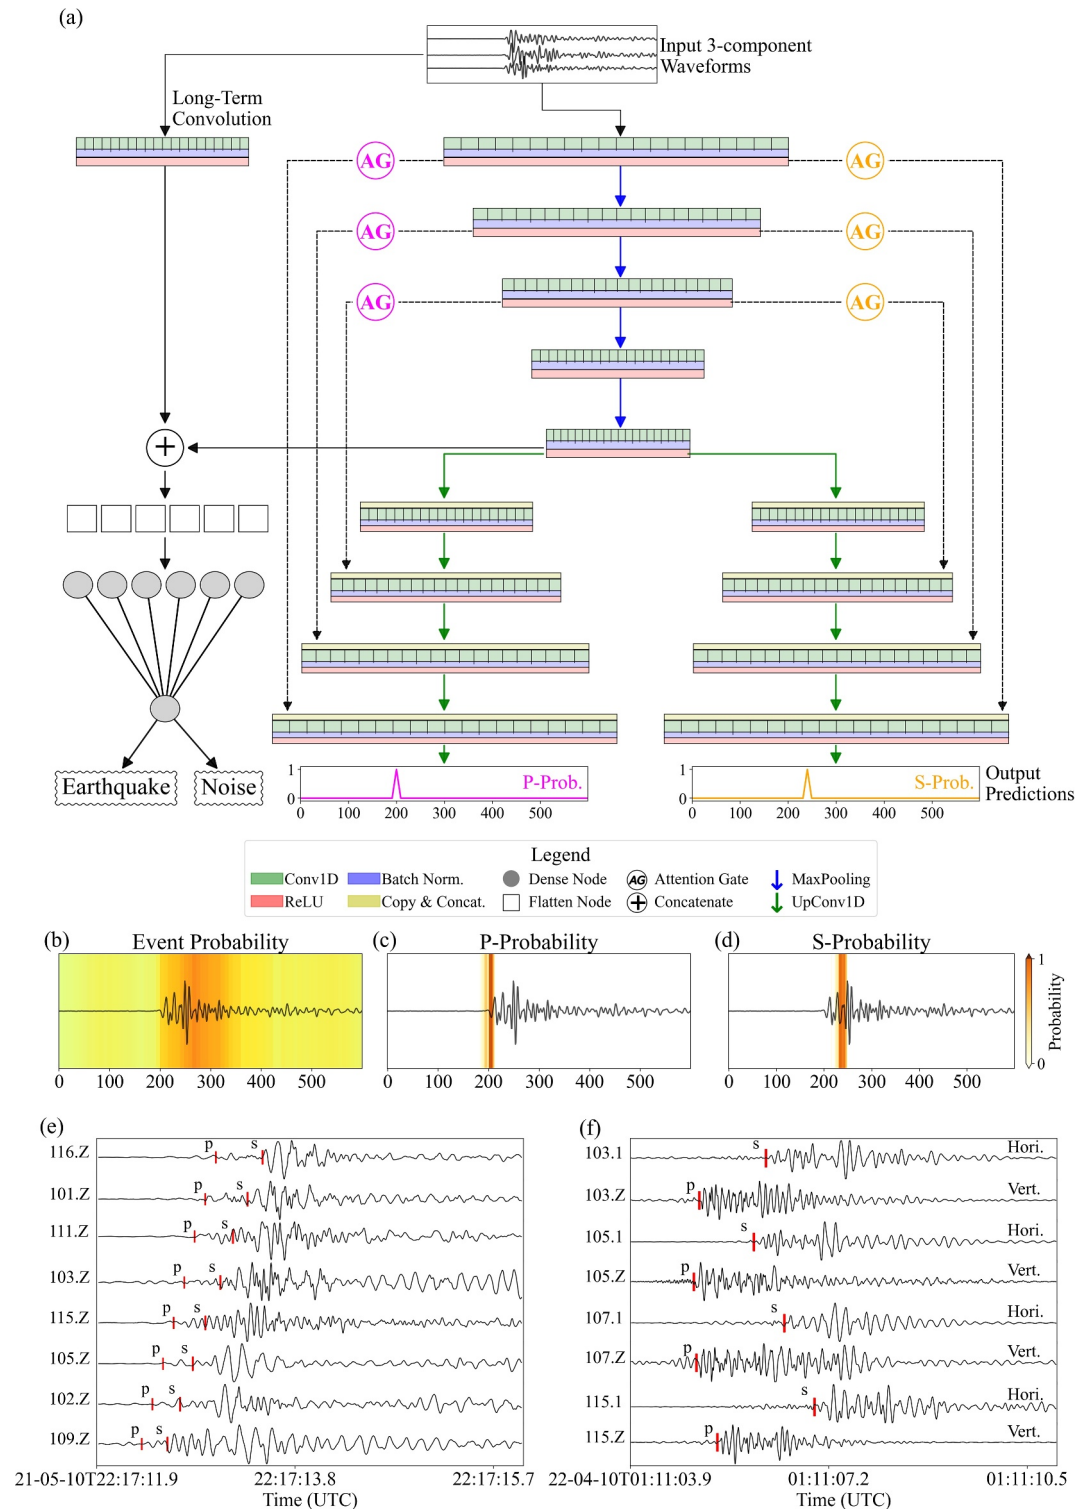 (a)
Input 3-component
Waveforms
Long-Term
Convolution
AG AG
AG AG
AG AG
+
Earthquake Noise
1
0
P-Prob.
0 100 200 300 400 500
1
0
S-Prob.
0 100 200 300 400 500
Output
Predictions
Legend
Conv1D Batch Norm. Dense Node AG Attention Gate MaxPooling
ReLU Copy & Concat. Flatten Node + Concatenate UpConv1D
(b) Event Probability
0 100 200 300 400 500
(c) P-Probability
0 100 200 300 400 500
(d) S-Probability
0 100 200 300 400 500
1
0
Probability
(e)
116.Z p s
101.Z p s
111.Z p s
103.Z p s
115.Z p s
105.Z p s
102.Z p s
109.Z p s
21-05-10T22:17:11.9 22:17:13.8 22:17:15.7
Time (UTC)
(f)
103.1 s Hori.
103.Z p Vert.
105.1 s Hori.
105.Z p Vert.
107.1 s Hori.
107.Z p Vert.
115.1 s Hori.
115.Z p Vert.
22-04-10T01:11:03.9 01:11:07.2 01:11:10.5
Time (UTC)